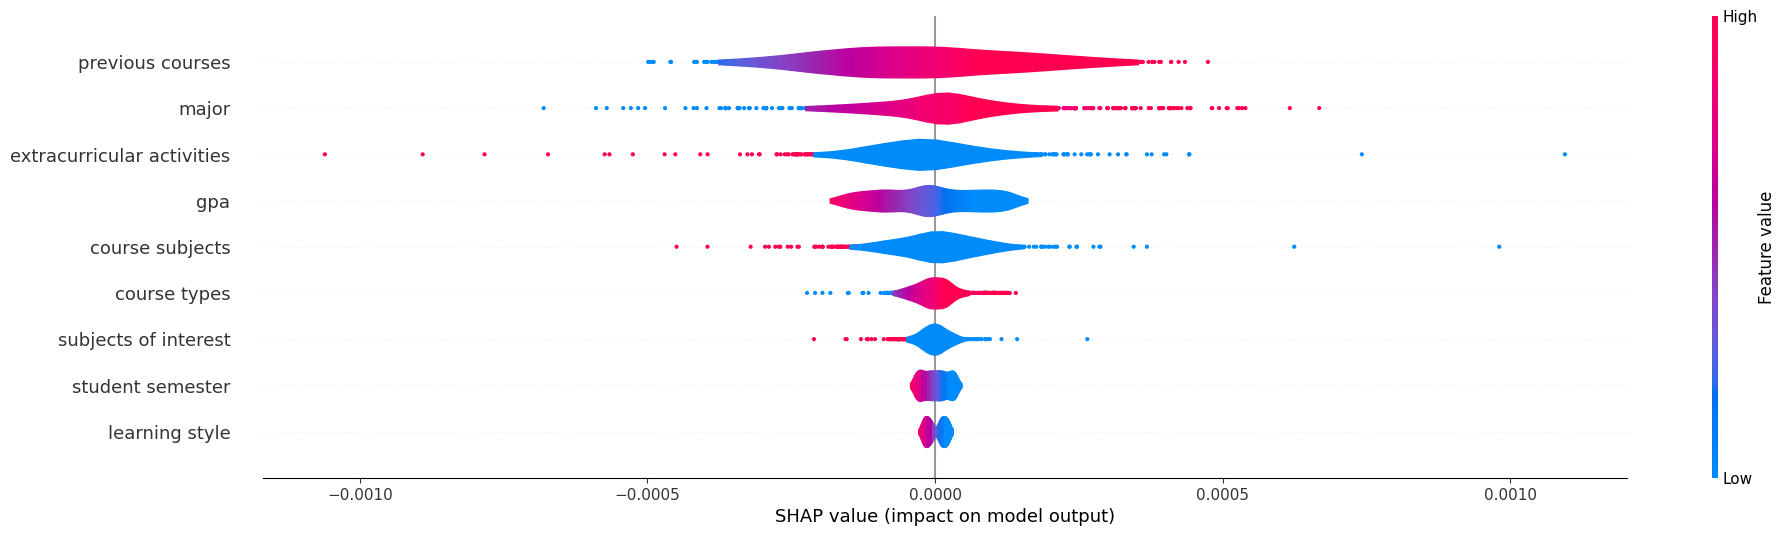 High
previous courses
major
extracurricular activities
gpa
course subjects
course types
subjects of interest
student semester
learning style
Feature value
Low
−0.0010
−0.0005
0.0000
0.0005
0.0010
SHAP value (impact on model output)